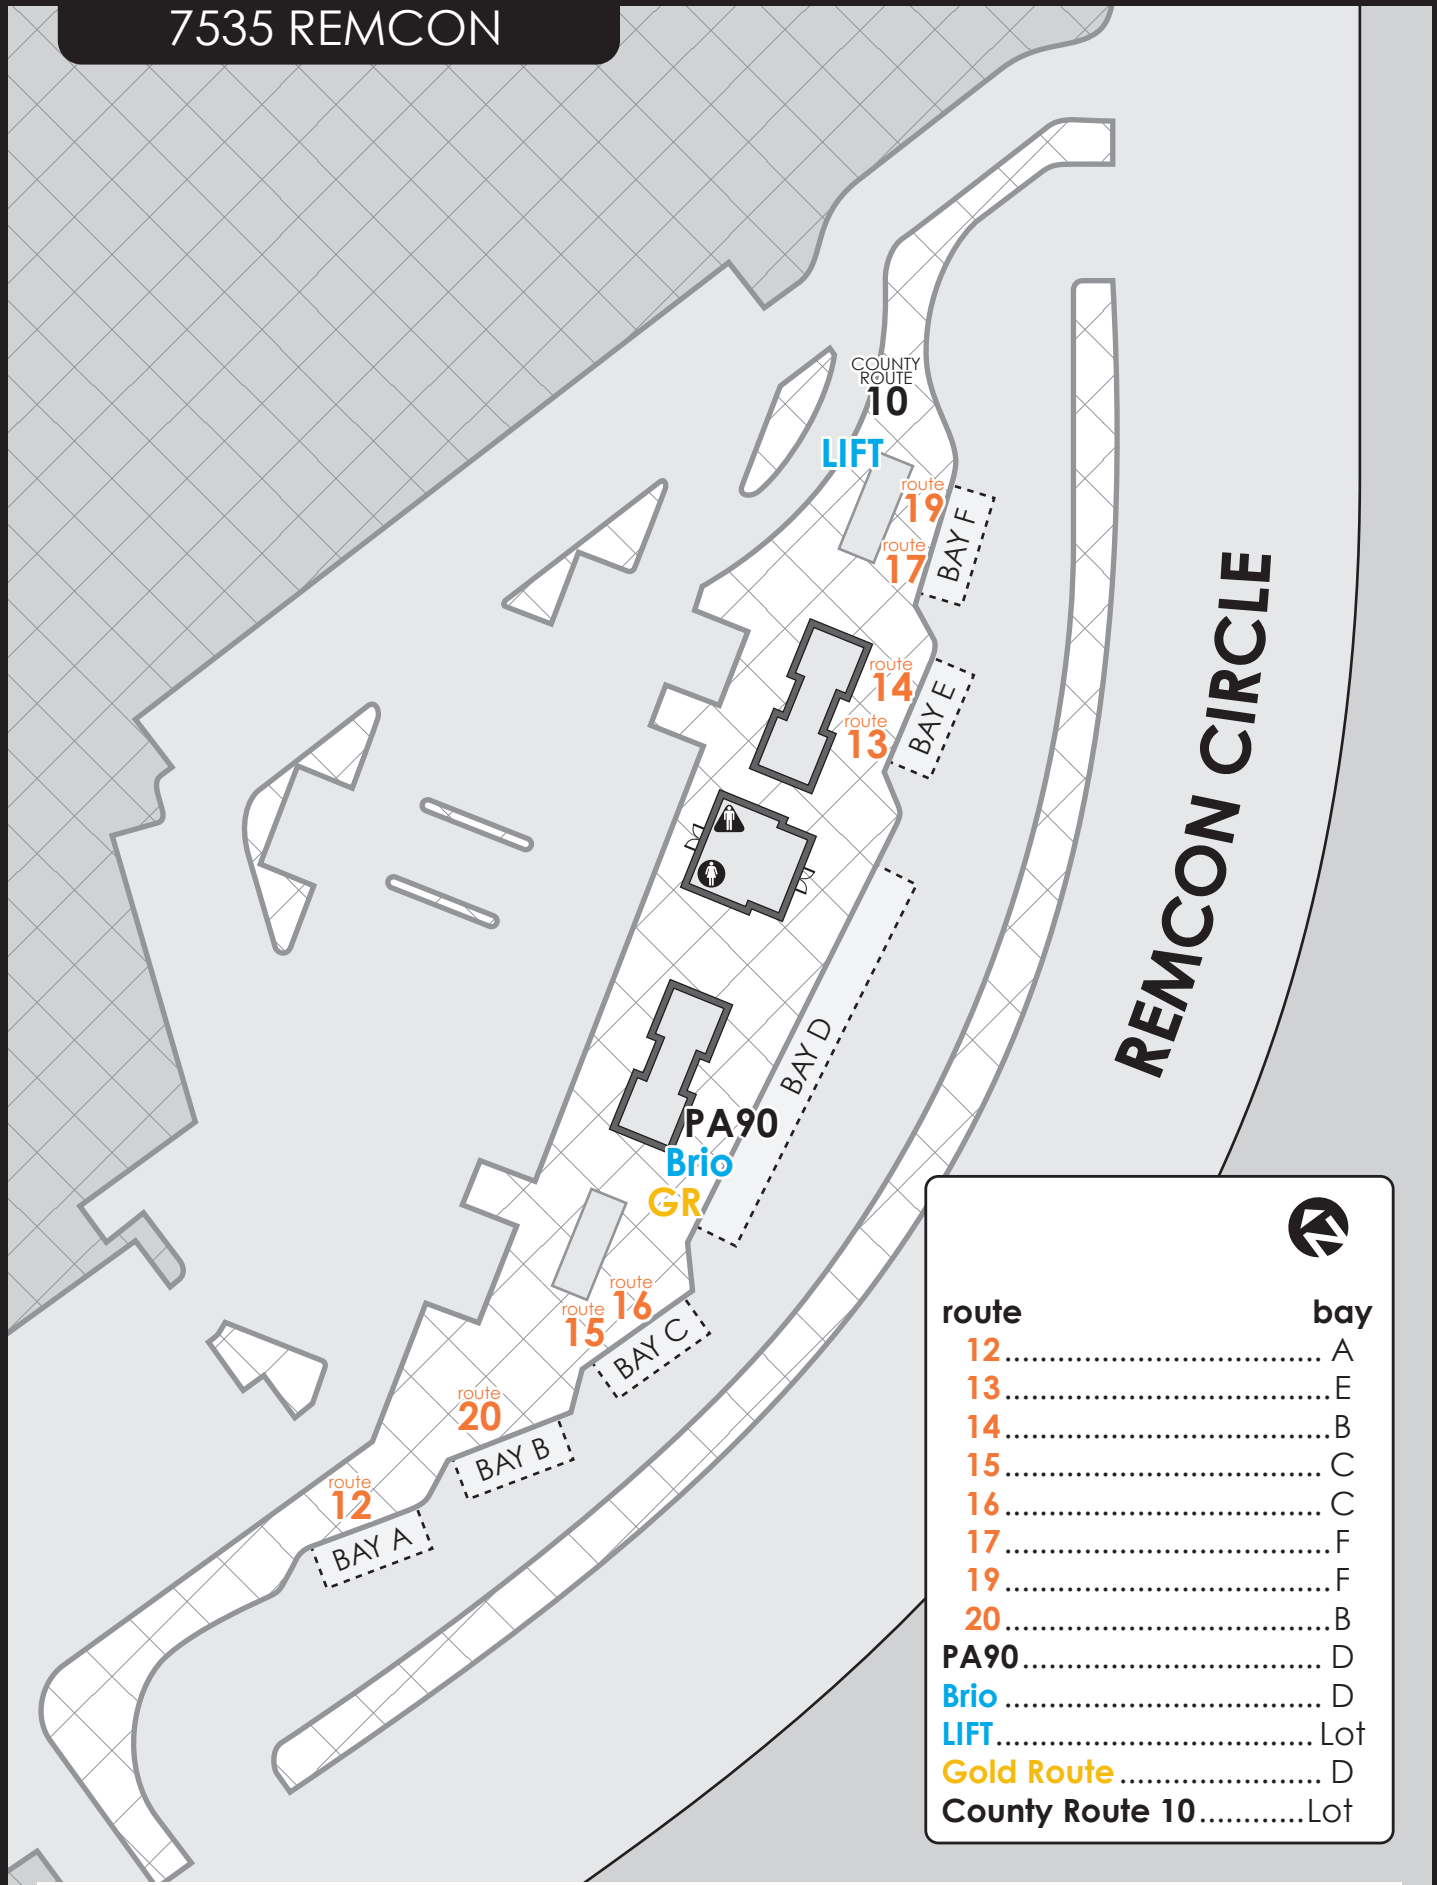 7535 REMCON
COUNTY
ROUTE
10
LIFT
route
19
route
17
BAY F
route
14
route
13
BAY E
REMCON CIRCLE
BAY D
PA90
Brio
GR
route
16
route
15
BAY C
route
20
BAY B
route
12
BAY A
route bay
12 ................................ A
13 ................................ E
14 ................................ B
15 ................................ C
16 ................................ C
17 ................................ F
19 ................................ F
20 ................................ B
PA90 .............................. D
Brio ................................ D
LIFT ................................ Lot
Gold Route ..................... D
County Route 10 ............ Lot